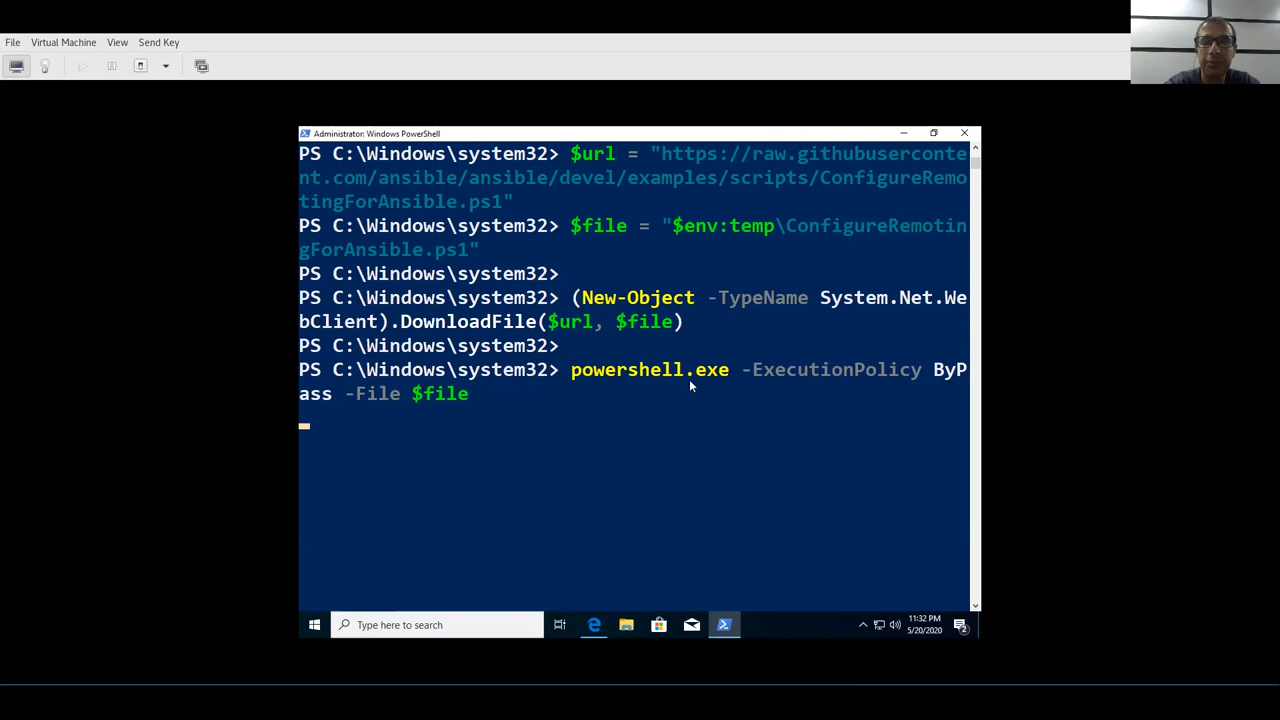 File Virtual Machine View Send Key
Administrator: Windows PowerShell
PS C:\Windows\system32> $url = "https://raw.githubuserconte
nt.com/ansible/ansible/devel/examples/scripts/ConfigureRemo
tingForAnsible.ps1"
PS C:\Windows\system32> $file = "$env:temp\ConfigureRemotin
gForAnsible.ps1"
PS C:\Windows\system32>
PS C:\Windows\system32> (New-Object -TypeName System.Net.We
bClient).DownloadFile($url, $file)
PS C:\Windows\system32>
PS C:\Windows\system32> powershell.exe -ExecutionPolicy ByP
ass -File $file
Type here to search
11:32 PM
5/20/2020
2